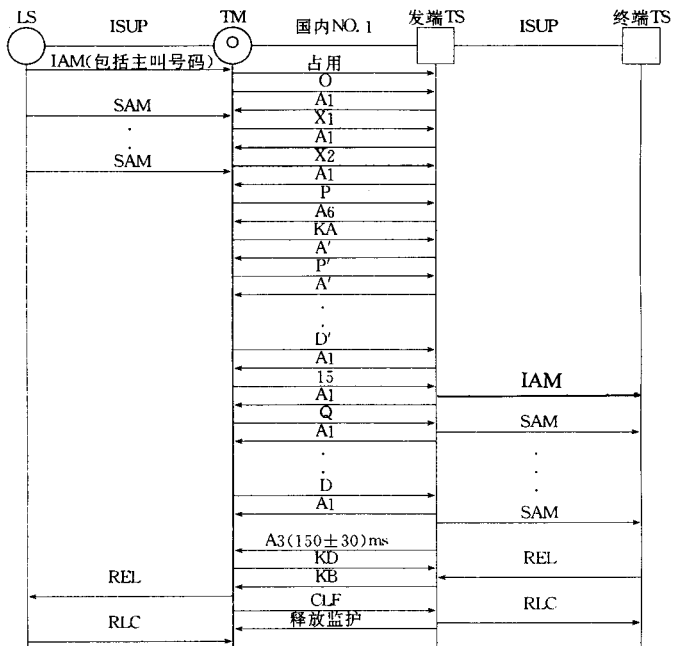 LS ISUP TM 国内NO.1 发端TS ISUP 终端TS
IAM(包括主叫号码) 占用
O
A1
SAM X1
A1
SAM X2
A1
P
A6
KA
A'
P'
A'
D'
A1
15
A1 IAM
Q SAM
A1
D
A1
SAM
A3(150±30)ms
KD REL
REL KB
CLF RLC
RLC 释放监护